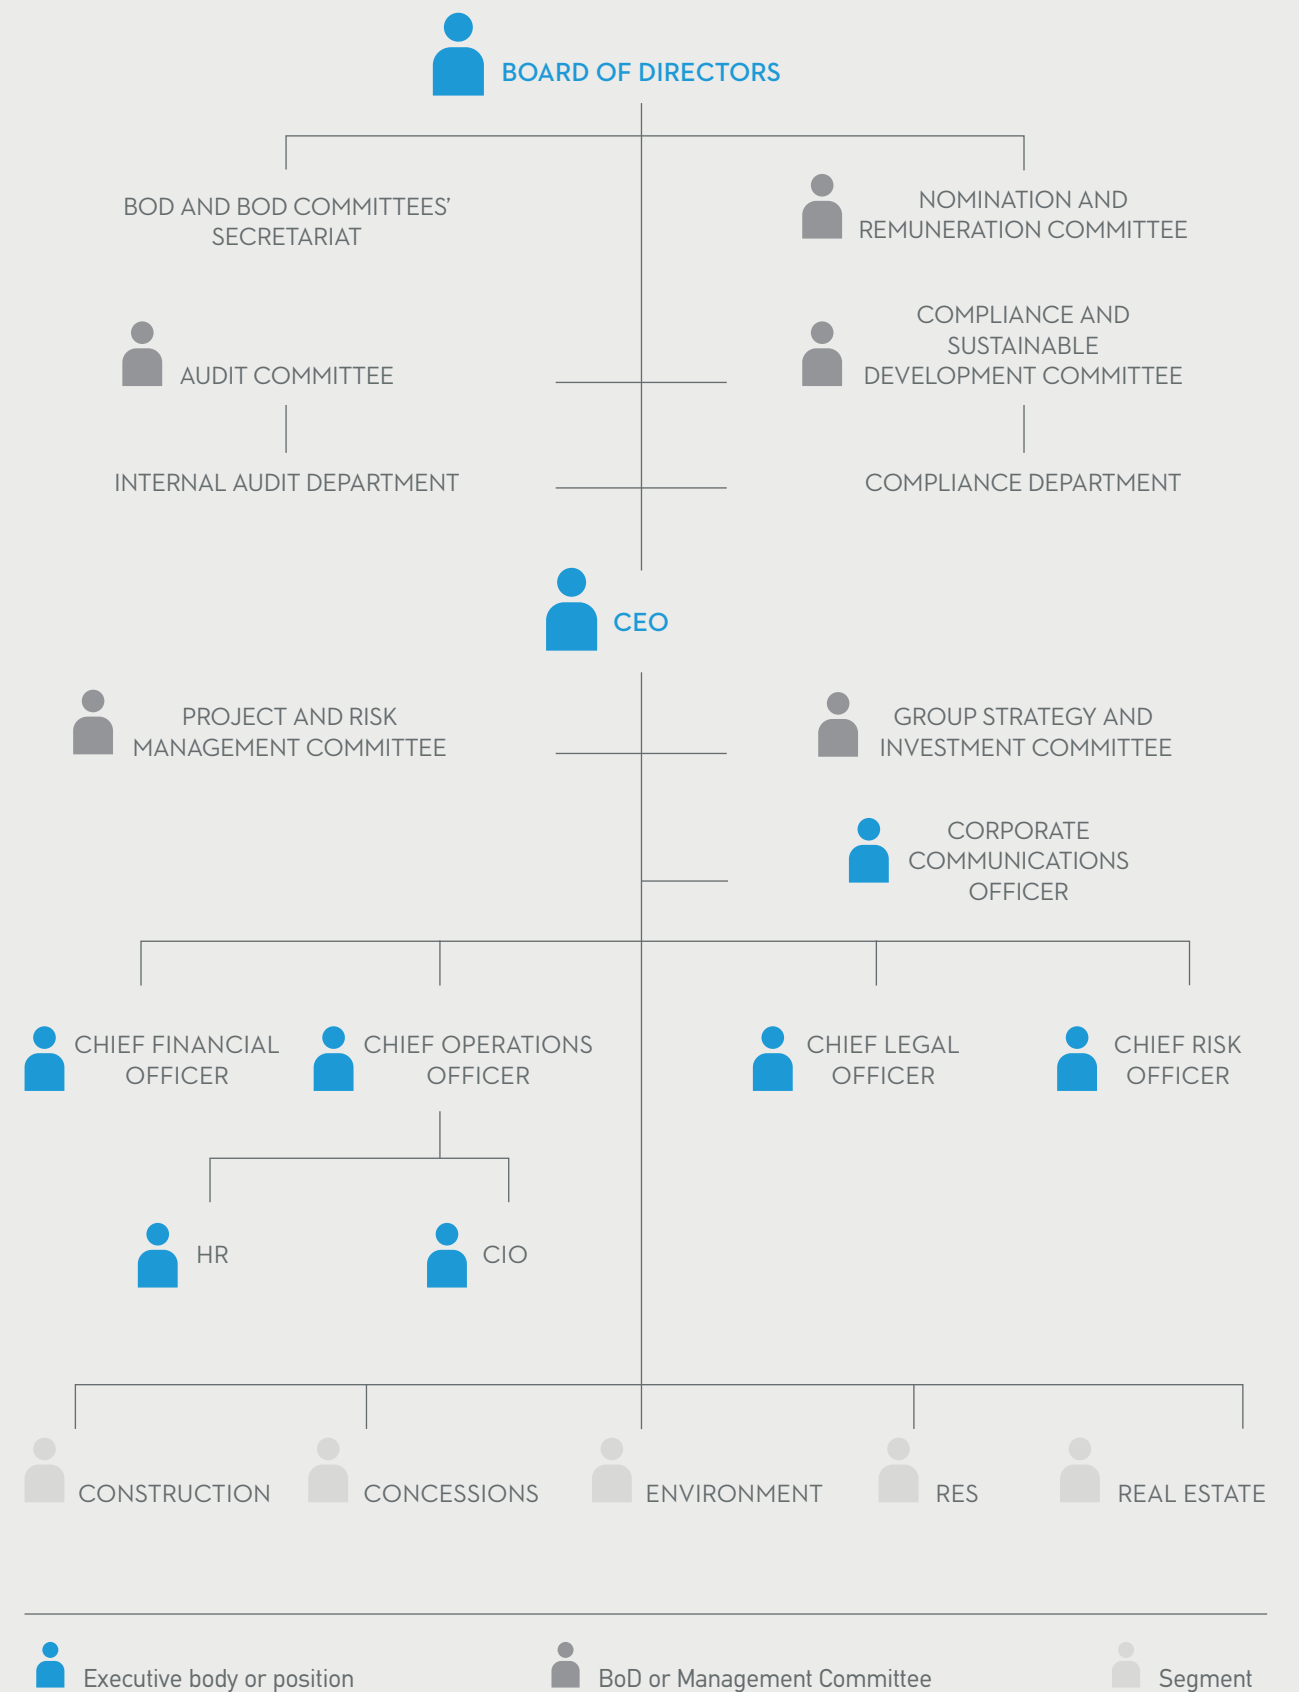 BOARD OF DIRECTORS
BOD AND BOD COMMITTEES’
SECRETARIAT
NOMINATION AND
REMUNERATION COMMITTEE
AUDIT COMMITTEE
COMPLIANCE AND
SUSTAINABLE
DEVELOPMENT COMMITTEE
INTERNAL AUDIT DEPARTMENT
COMPLIANCE DEPARTMENT
CEO
PROJECT AND RISK
MANAGEMENT COMMITTEE
GROUP STRATEGY AND
INVESTMENT COMMITTEE
CORPORATE
COMMUNICATIONS
OFFICER
CHIEF FINANCIAL
OFFICER
CHIEF OPERATIONS
OFFICER
CHIEF LEGAL
OFFICER
CHIEF RISK
OFFICER
HR
CIO
CONSTRUCTION
CONCESSIONS
ENVIRONMENT
RES
REAL ESTATE
Executive body or position
BoD or Management Committee
Segment